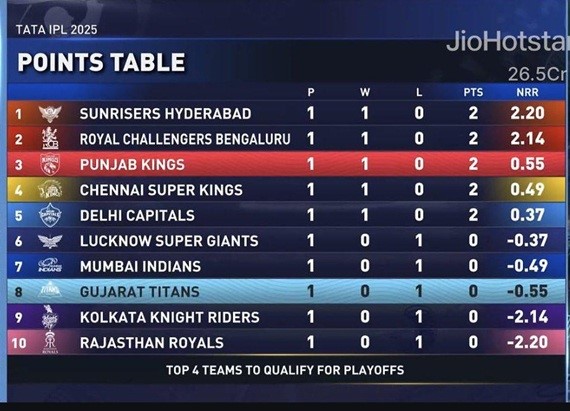 TATA IPL 2025
JioHotstar
POINTS TABLE
26.5Cr
P W L PTS NRR
1 SUNRISERS HYDERABAD 1 1 0 2 2.20
2 ROYAL CHALLENGERS BENGALURU 1 1 0 2 2.14
3 PUNJAB KINGS 1 1 0 2 0.55
4 CHENNAI SUPER KINGS 1 1 0 2 0.49
5 DELHI CAPITALS 1 1 0 2 0.37
6 LUCKNOW SUPER GIANTS 1 0 1 0 -0.37
7 MUMBAI INDIANS 1 0 1 0 -0.49
8 GUJARAT TITANS 1 0 1 0 -0.55
9 KOLKATA KNIGHT RIDERS 1 0 1 0 -2.14
10 RAJASTHAN ROYALS 1 0 1 0 -2.20
TOP 4 TEAMS TO QUALIFY FOR PLAYOFFS